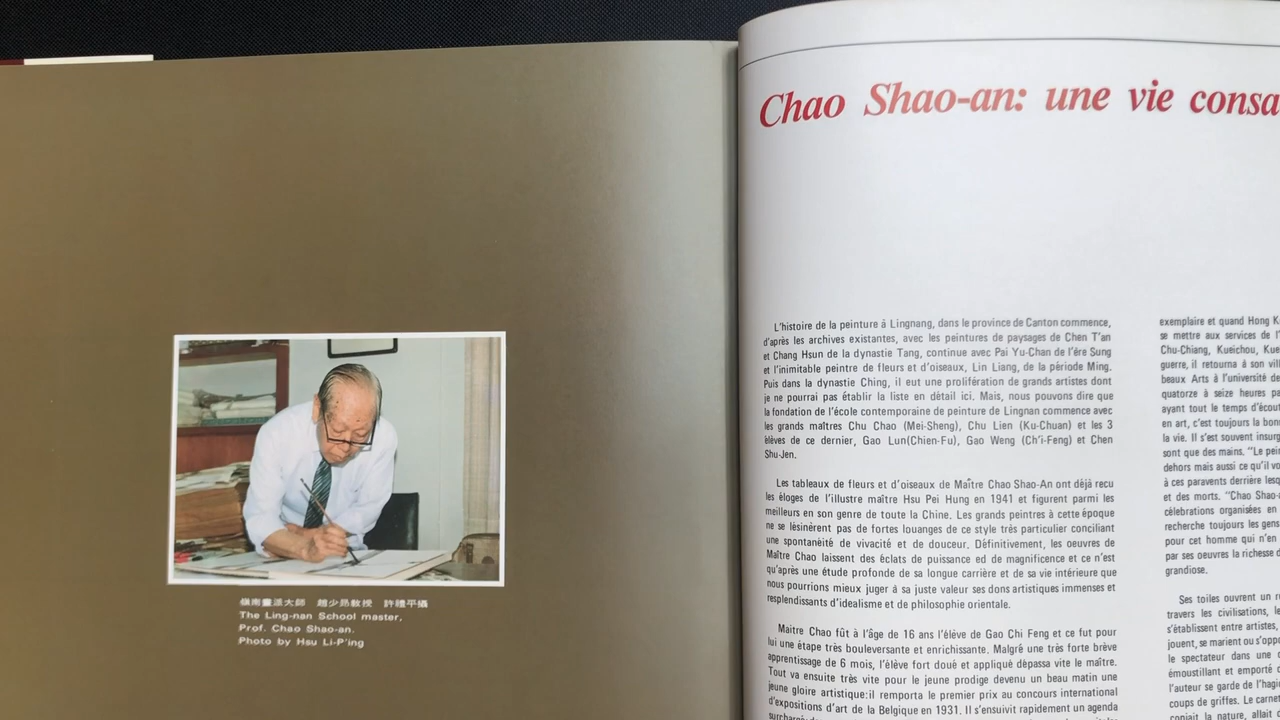 嶺南畫派大師 趙少昂教授 許禮平攝
The Ling-nan School master,
Prof. Chao Shao-an.
Photo by Hsu Li-P'ing
Chao Shao-an: une vie consa
L'histoire de la peinture à Lingnang, dans le province de Canton commence,
d'après les archives existantes, avec les peintures de paysages de Chen T'an
et Chang Hsun de la dynastie Tang, continue avec Pai Yu-Chan de l'ère Sung
et l'inimitable peintre de fleurs et d'oiseaux, Lin Liang, de la période Ming.
Puis dans la dynastie Ching, il eut une prolifération de grands artistes dont
je ne pourrai pas établir la liste en détail ici. Mais, nous pouvons dire que
la fondation de l'école contemporaine de peinture de Lingnan commence avec
les grands maîtres Chu Chao (Mei-Sheng), Chu Lien (Ku-Chuan) et les 3
élèves de ce dernier, Gao Lun(Chien-Fu), Gao Weng (Ch'i-Feng) et Chen
Shu-Jen.
Les tableaux de fleurs et d'oiseaux de Maître Chao Shao-An ont déjà recu
les éloges de l'illustre maître Hsu Pei Hung en 1941 et figurent parmi les
meilleurs en son genre de toute la Chine. Les grands peintres à cette époque
ne se lésinèrent pas de fortes louanges de ce style très particulier conciliant
une spontanéité de vivacité et de douceur. Définitivement, les oeuvres de
Maître Chao laissent des éclats de puissance ed de magnificence et ce n'est
qu'après une étude profonde de sa longue carrière et de sa vie intérieure que
nous pourrions mieux juger à sa juste valeur ses dons artistiques immenses et
resplendissants d'idealisme et de philosophie orientale.
Maitre Chao fût à l'âge de 16 ans l'élève de Gao Chi Feng et ce fut pour
lui une étape très bouleversante et enrichissante. Malgré une très forte brève
apprentissage de 6 mois, l'élève fort doué et appliqué dépassa vite le maître.
Tout va ensuite très vite pour le jeune prodige devenu un beau matin une
jeune gloire artistique: il remporta le premier prix au concours international
d'expositions d'art de la Belgique en 1931. Il s'ensuivit rapidement un agenda
exemplaire et quand Hong K
se mettre aux services de l'
Chu-Chiang, Kueichou, Kue
guerre, il retourna à son vill
beaux Arts à l'université de
quatorze à seize heures pa
ayant tout le temps d'écout
en art, c'est toujours la bon
la vie. Il s'est souvent insurg
sont que des mains. "Le pein
dehors mais aussi ce qu'il vo
à ces paravents derrière lesq
et des morts. "Chao Shao-a
célebrations organisées en
recherche toujours les gens
pour cet homme qui n'en
par ses oeuvres la richesse d
grandiose.
Ses toiles ouvrent un r
travers les civilisations, le
s'établissent entre artistes,
jouent, se marient ou s'oppo
le spectateur dans une
émoustillant et emporté
l'auteur se garde de l'hagi
coups de griffes. Le carnet
copiait la nature, allait